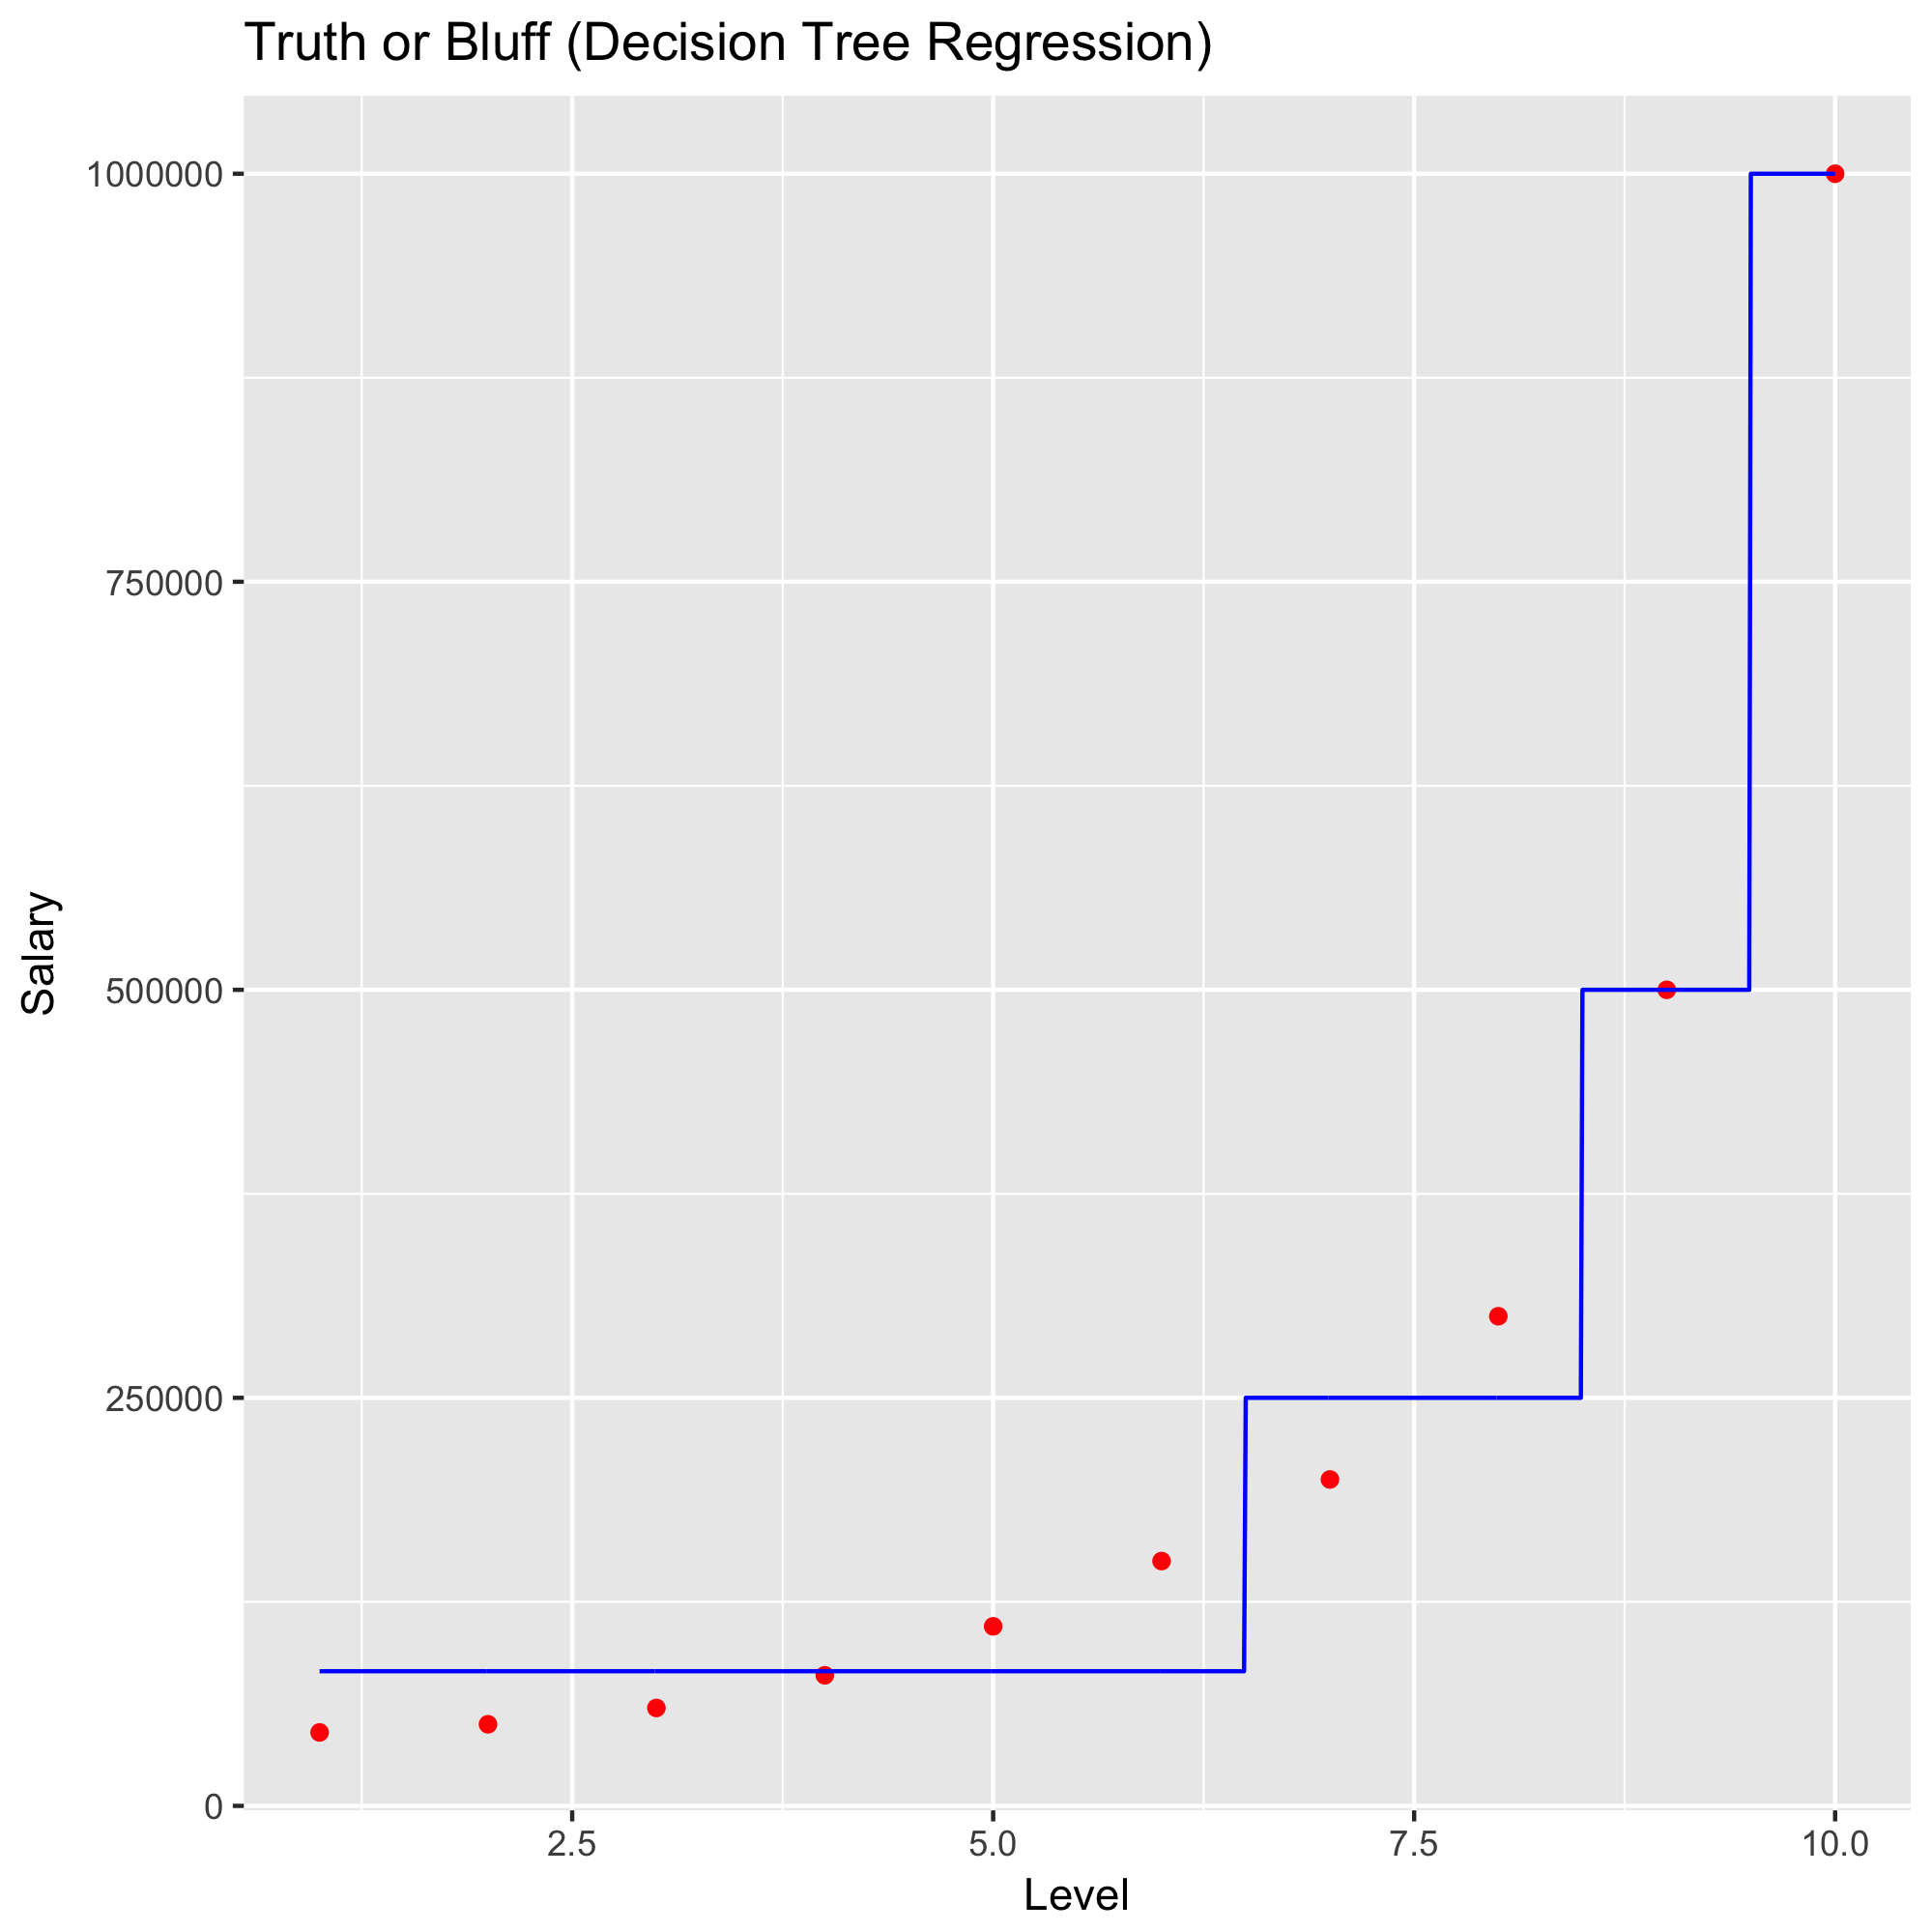 Truth or Bluff (Decision Tree Regression)
1000000
750000
500000
250000
0
Salary
2.5 5.0 7.5 10.0
Level